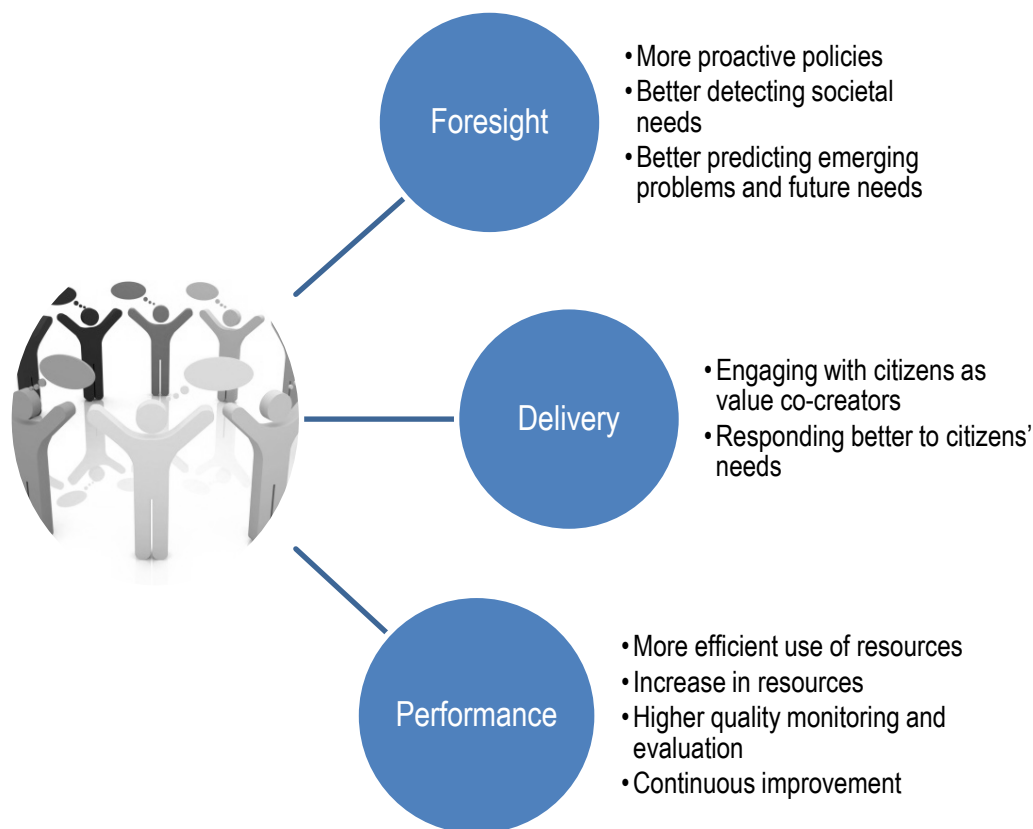 Foresight
•More proactive policies
•Better detecting societal
needs
•Better predicting emerging
problems and future needs
Delivery
•Engaging with citizens as
value co-creators
•Responding better to citizens’
needs
Performance
•More efficient use of resources
•Increase in resources
•Higher quality monitoring and
evaluation
•Continuous improvement